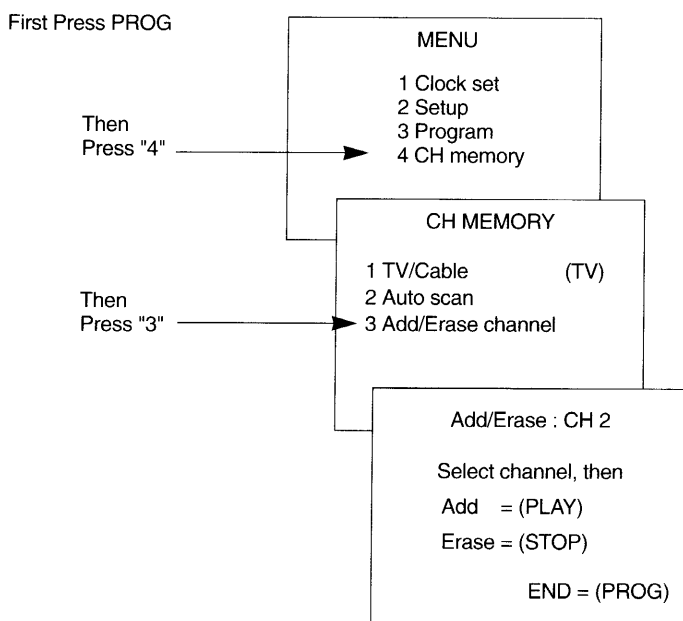 First Press PROG
MENU
1 Clock set
2 Setup
3 Program
4 CH memory
Then
Press "4"
CH MEMORY
1 TV/Cable (TV)
2 Auto scan
3 Add/Erase channel
Then
Press "3"
Add/Erase : CH 2
Select channel, then
Add = (PLAY)
Erase = (STOP)
END = (PROG)